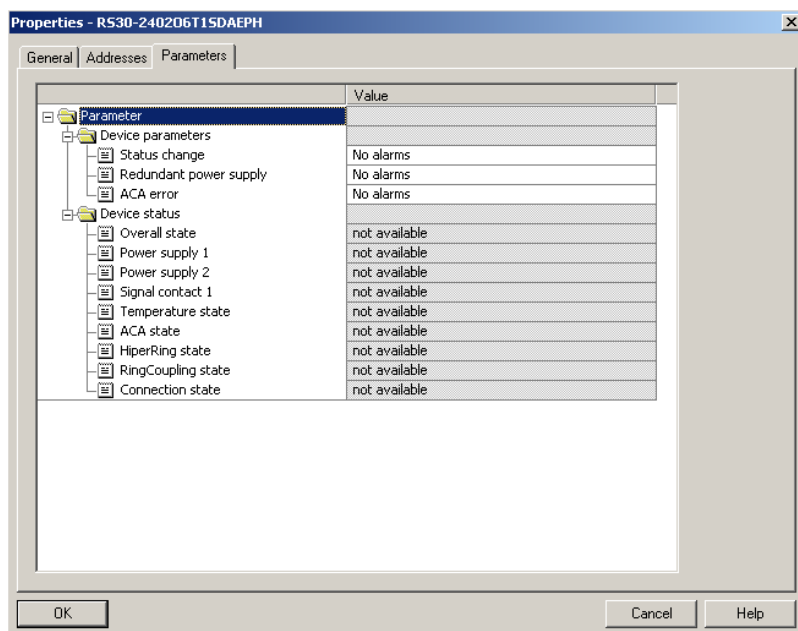 Properties - RS30-2402O6T1SDAEPH
General Addresses Parameters
Value
Parameter
Device parameters
Status change No alarms
Redundant power supply No alarms
ACA error No alarms
Device status
Overall state not available
Power supply 1 not available
Power supply 2 not available
Signal contact 1 not available
Temperature state not available
ACA state not available
HiperRing state not available
RingCoupling state not available
Connection state not available
OK Cancel Help